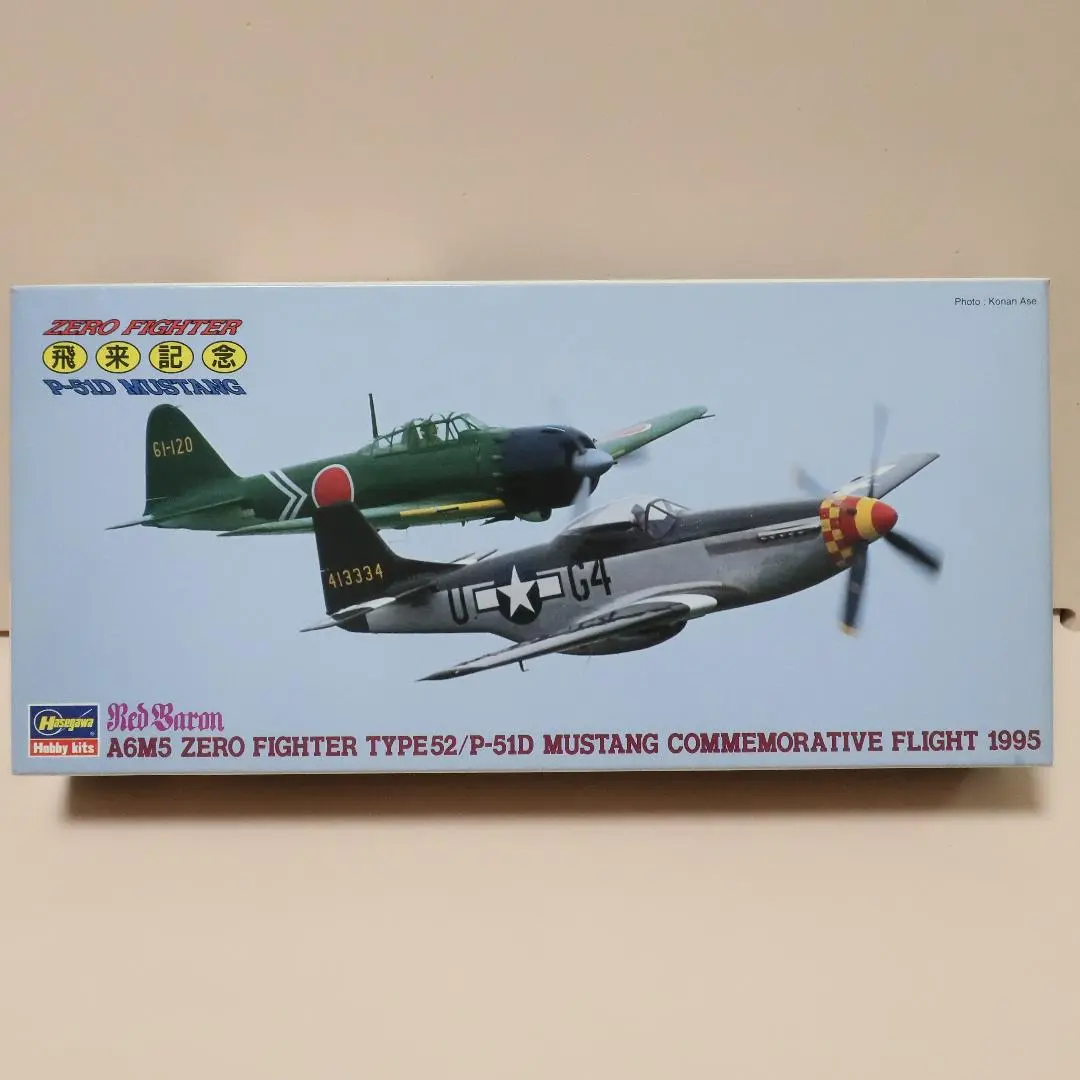 Photo : Konan Ase.
ZERO FIGHTER
飛来記念
P-51D MUSTANG
61-120
413334
U
G4
Hasegawa
Hobby kits
Red Baron
A6M5 ZERO FIGHTER TYPE52/P-51D MUSTANG COMMEMORATIVE FLIGHT 1995